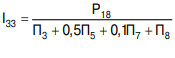 I₃₃ = P₁₈ / (П₃ + 0,5П₅ + 0,1П₇ + П₈)